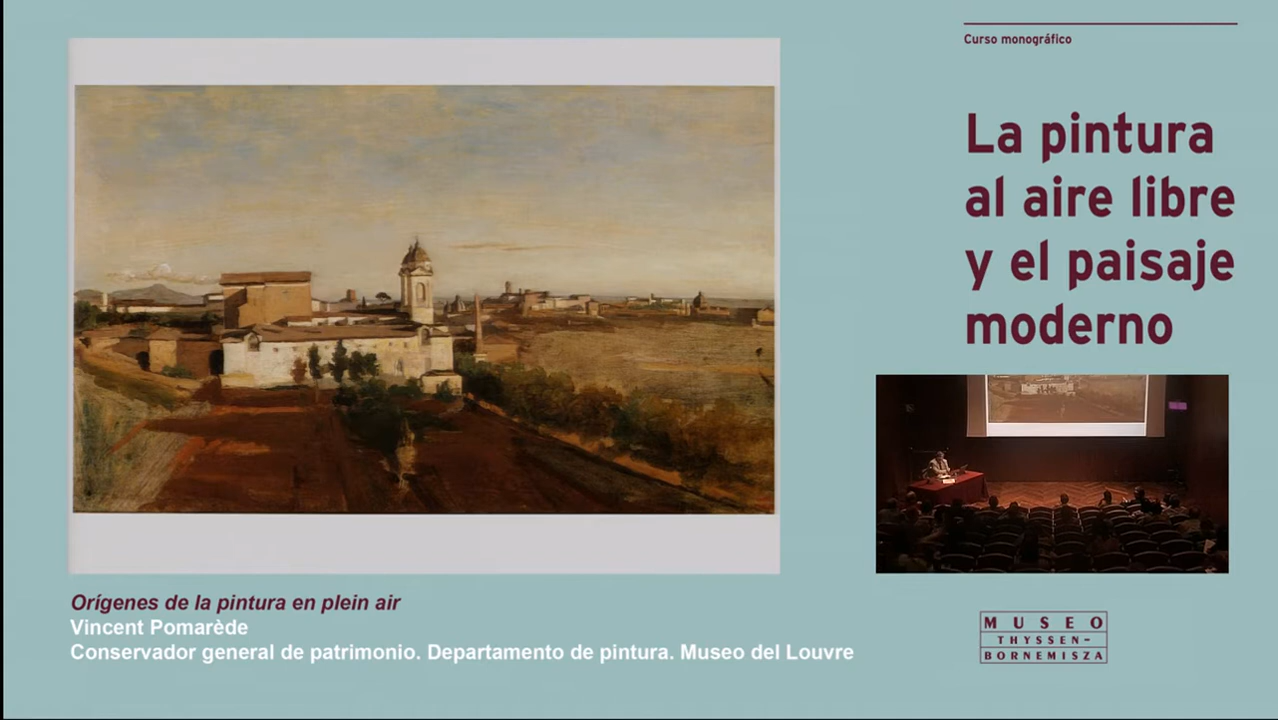 Curso monográfico
La pintura
al aire libre
y el paisaje
moderno
Orígenes de la pintura en plein air
Vincent Pomarède
Conservador general de patrimonio. Departamento de pintura. Museo del Louvre
MUSEO
THYSSEN-
BORNEMISZA